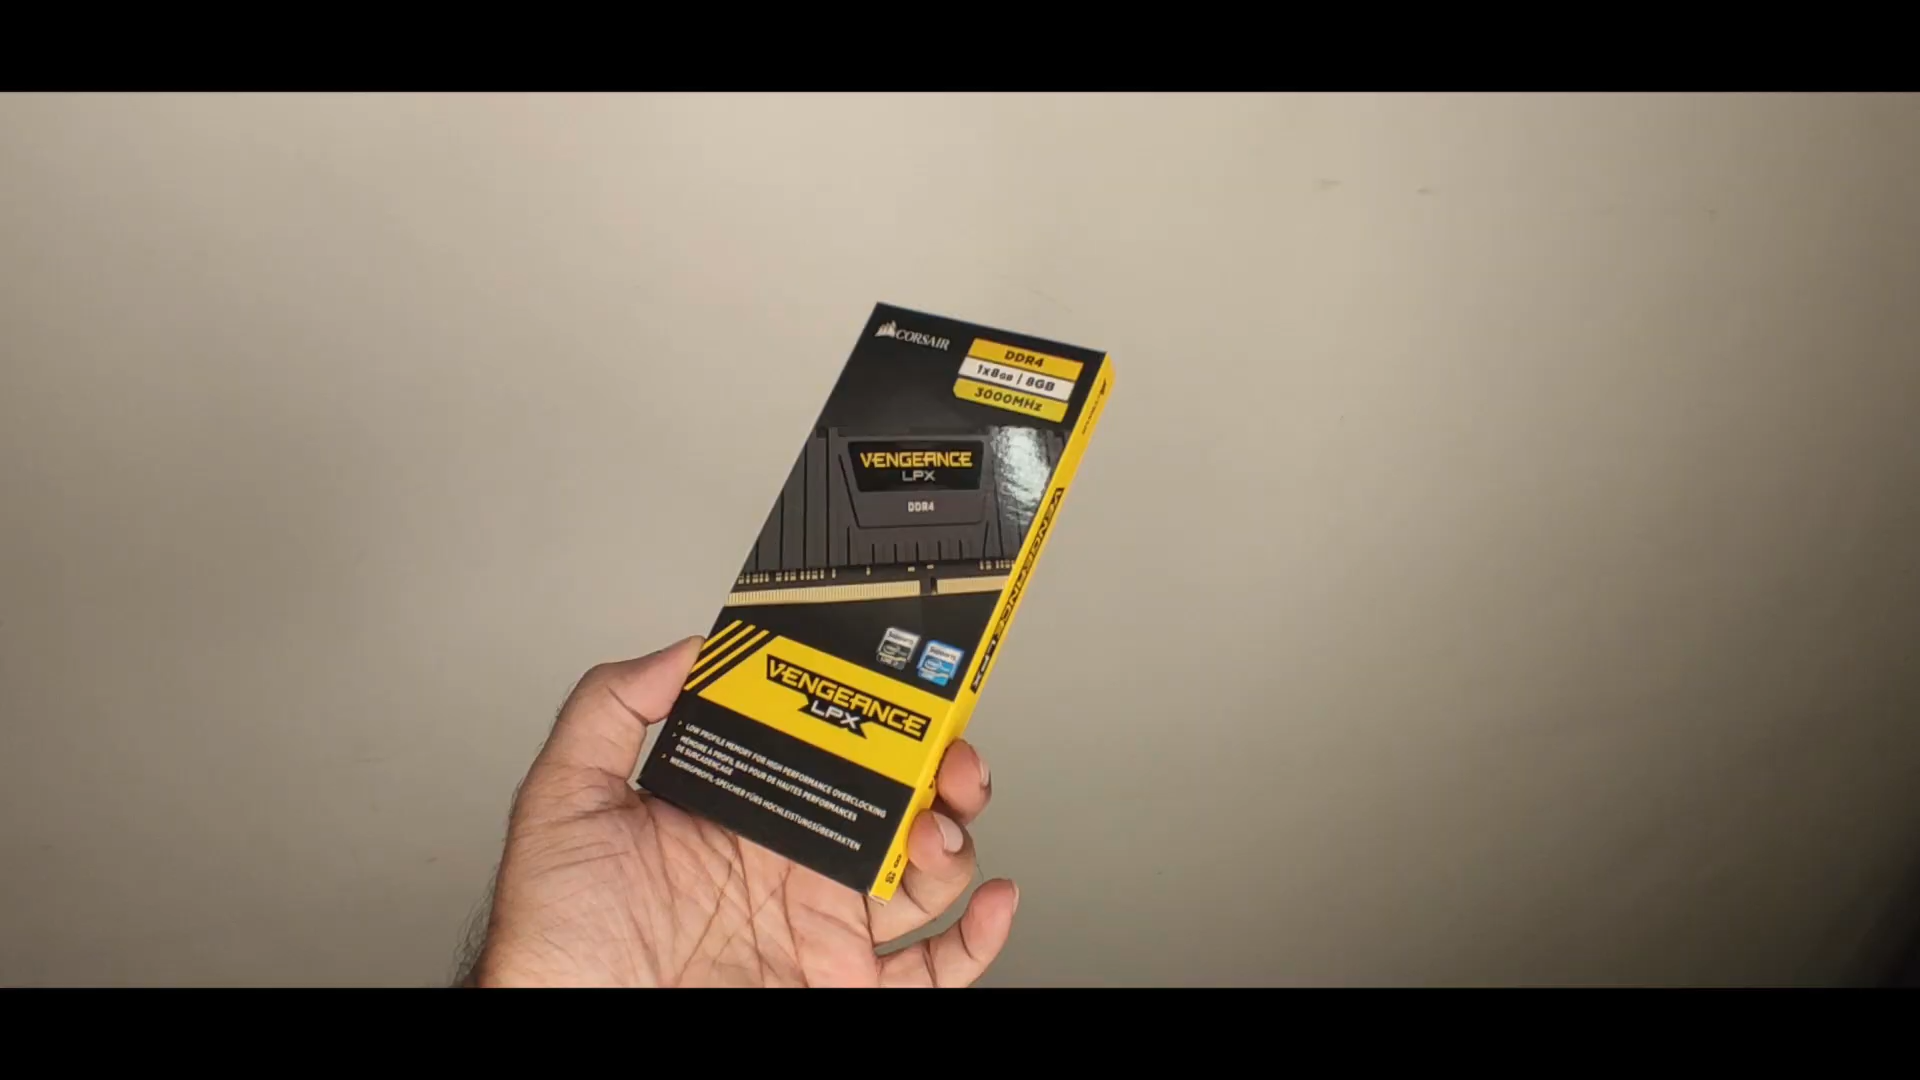 CORSAIR
DDR4
1x8GB | 8GB
3000MHz
VENGEANCE
LPX
DDR4
VENGEANCE
LPX
LOW PROFILE MEMORY FOR HIGH PERFORMANCE OVERCLOCKING
MÉMOIRE À PROFIL BAS POUR DE HAUTES PERFORMANCES
DE SURCADENÇAGE
NIEDRIGPROFIL-SPEICHER FÜRS HOCHLEISTUNGSÜBERTAKTEN
VENGEANCE LPX